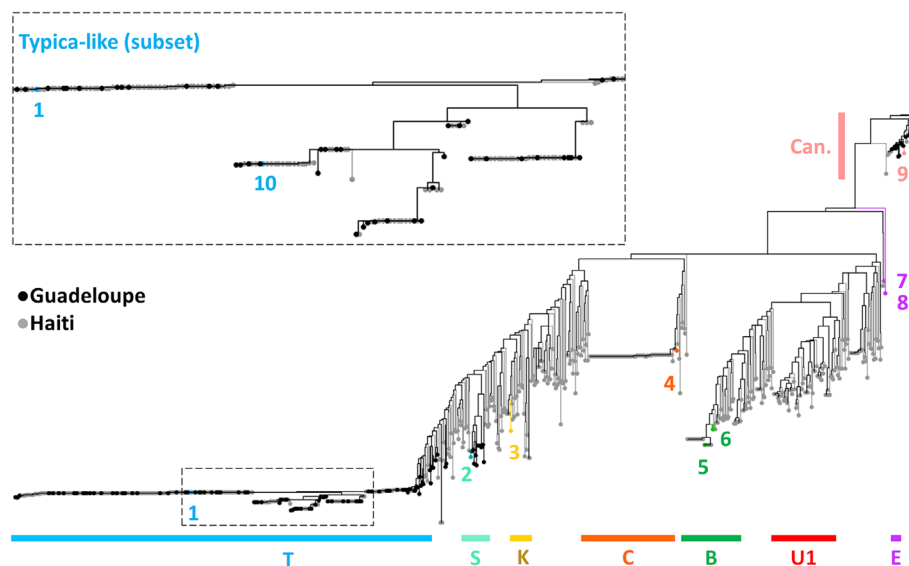 Typica-like (subset)
1
10
Can.
9
Guadeloupe
Haiti
7
8
4
6
5
3
2
1
T
S
K
C
B
U1
E